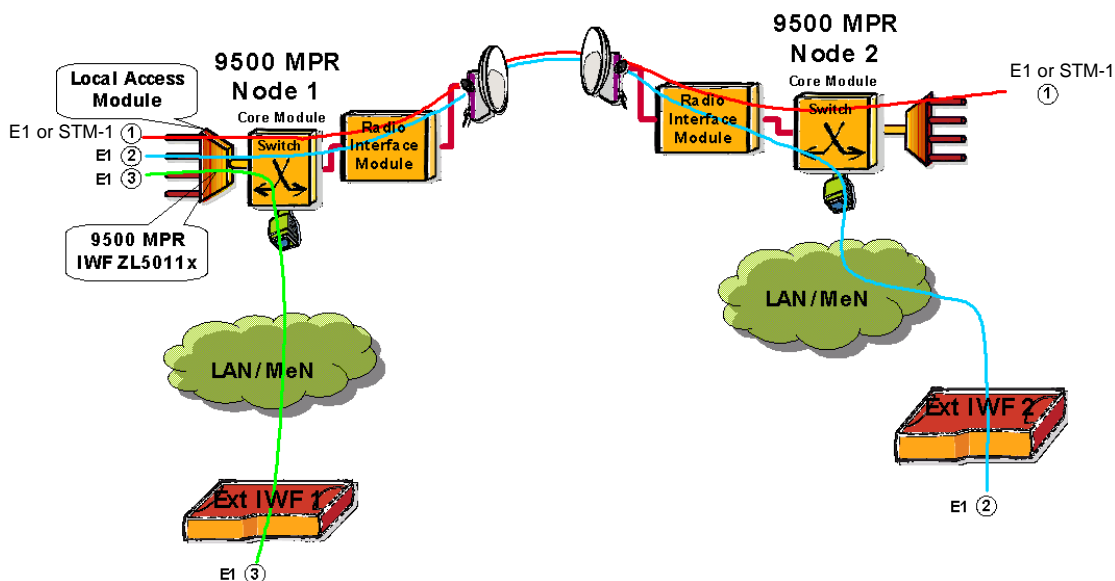 9500 MPR
Node 1
Core Module
Local Access
Module
E1 or STM-1 ①
E1 ②
E1 ③
Switch
Radio
Interface
Module
9500 MPR
IWF ZL5011x
LAN/MeN
Ext IWF 1
E1 ③
9500 MPR
Node 2
Core Module
Radio
Interface
Module
Switch
E1 or STM-1
①
LAN/MeN
Ext IWF 2
E1 ②